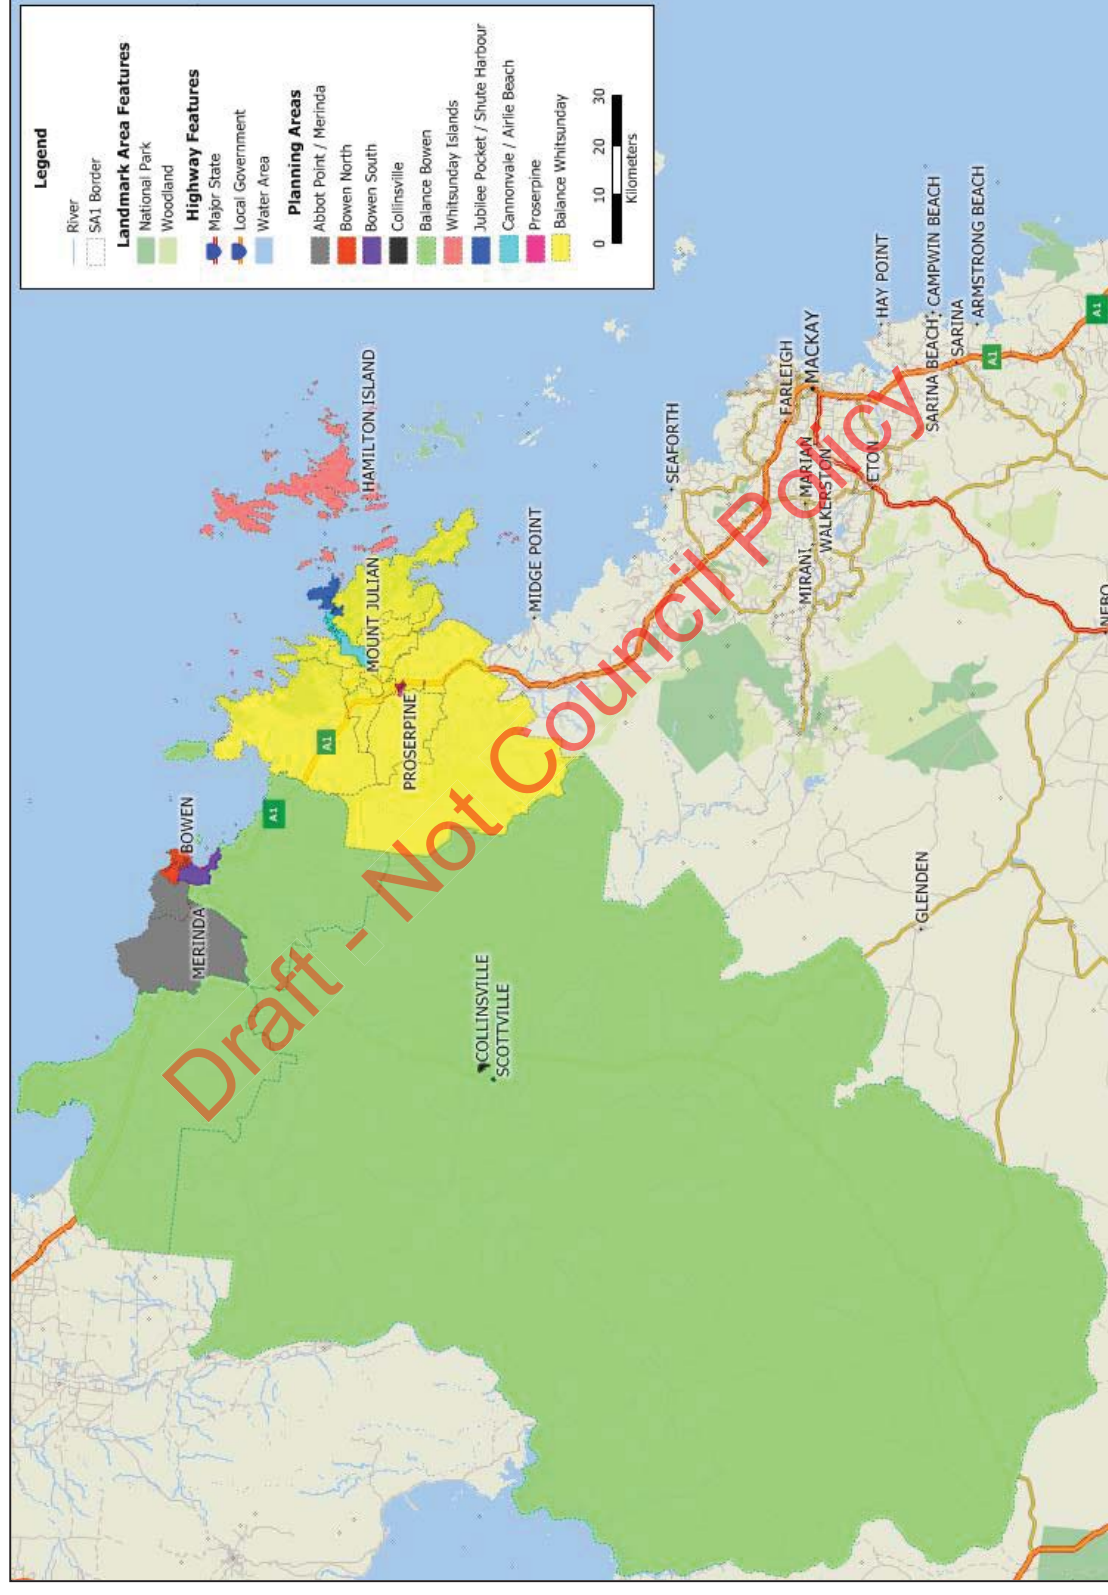 Legend
River
SA1 Border
Landmark Area Features
National Park
Woodland
Highway Features
Major State
Local Government
Water Area
Planning Areas
Abbot Point / Merinda
Bowen North
Bowen South
Collinsville
Balance Bowen
Whitsunday Islands
Jubilee Pocket / Shute Harbour
Cannonvale / Airlie Beach
Proserpine
Balance Whitsunday
0 10 20 30
Kilometers
BOWEN
MERINDA
A1
A1
HAMILTON ISLAND
MOUNT JULIAN
PROSERPINE
COLLINSVILLE
SCOTTVILLE
MIDGE POINT
SEAFORTH
FARLEIGH
MACKAY
MARIAN
WALKERSTON
MIRANI
ETON
HAY POINT
SARINA BEACH
CAMPWIN BEACH
SARINA
ARMSTRONG BEACH
A1
A1
GLENDEN
NEBO
Draft - Not Council Policy